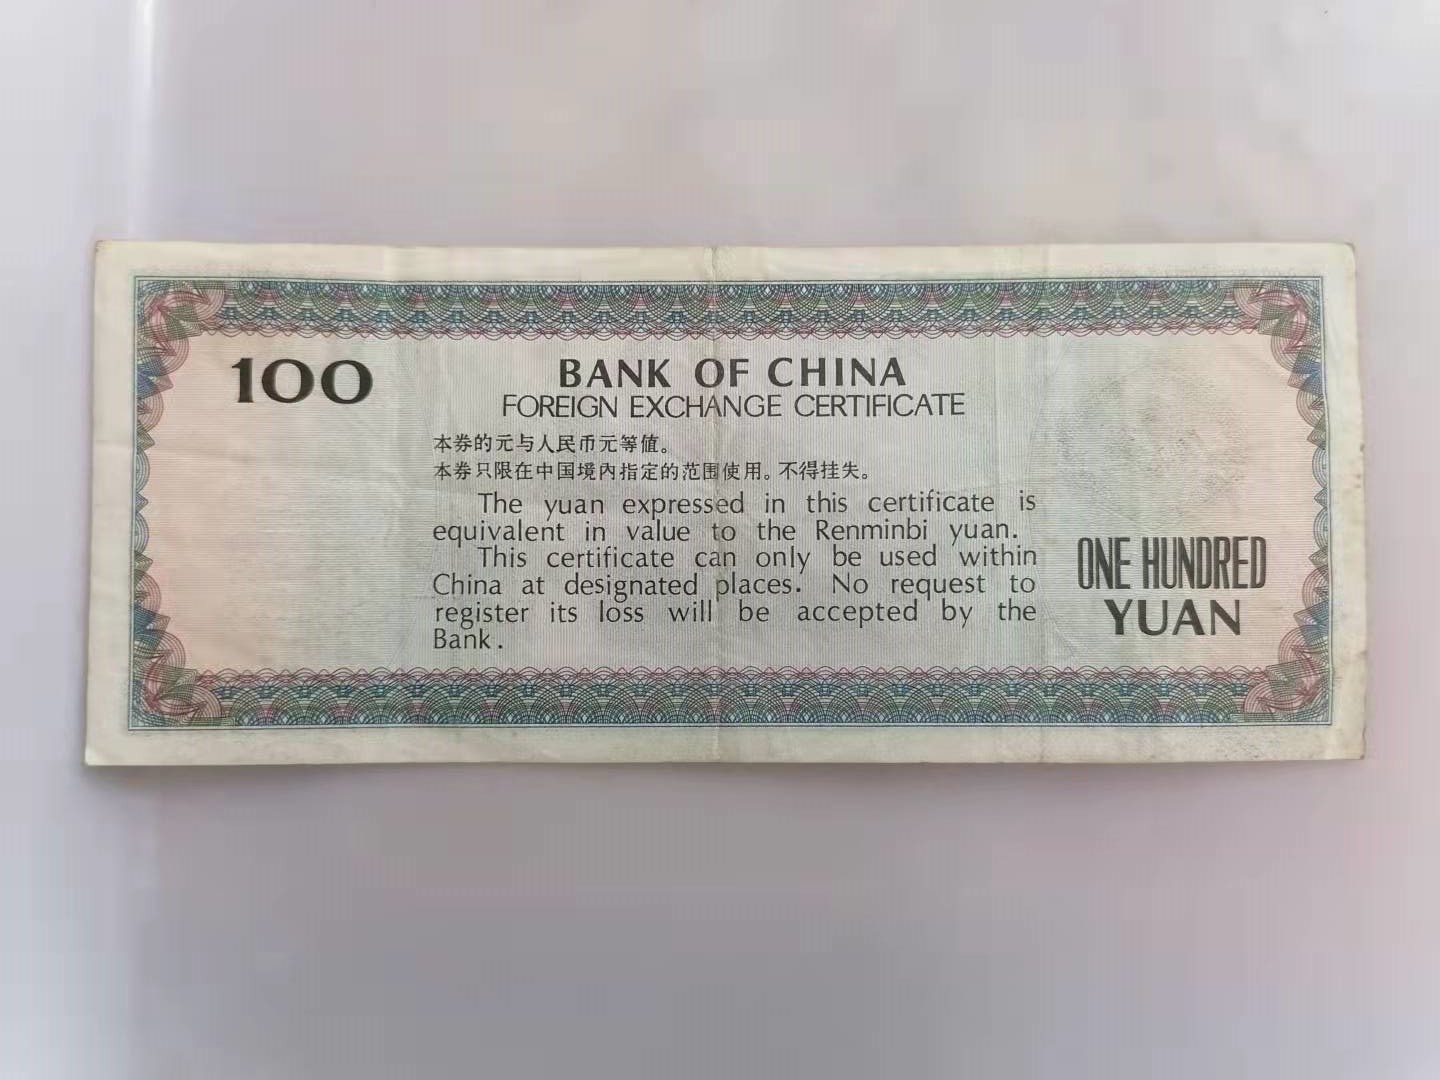 100
BANK OF CHINA
FOREIGN EXCHANGE CERTIFICATE
本券的元与人民币元等值。
本券只限在中国境内指定的范围使用。不得挂失。
The yuan expressed in this certificate is
equivalent in value to the Renminbi yuan.
This certificate can only be used within
China at designated places. No request to
register its loss will be accepted by the
Bank.
ONE HUNDRED
YUAN